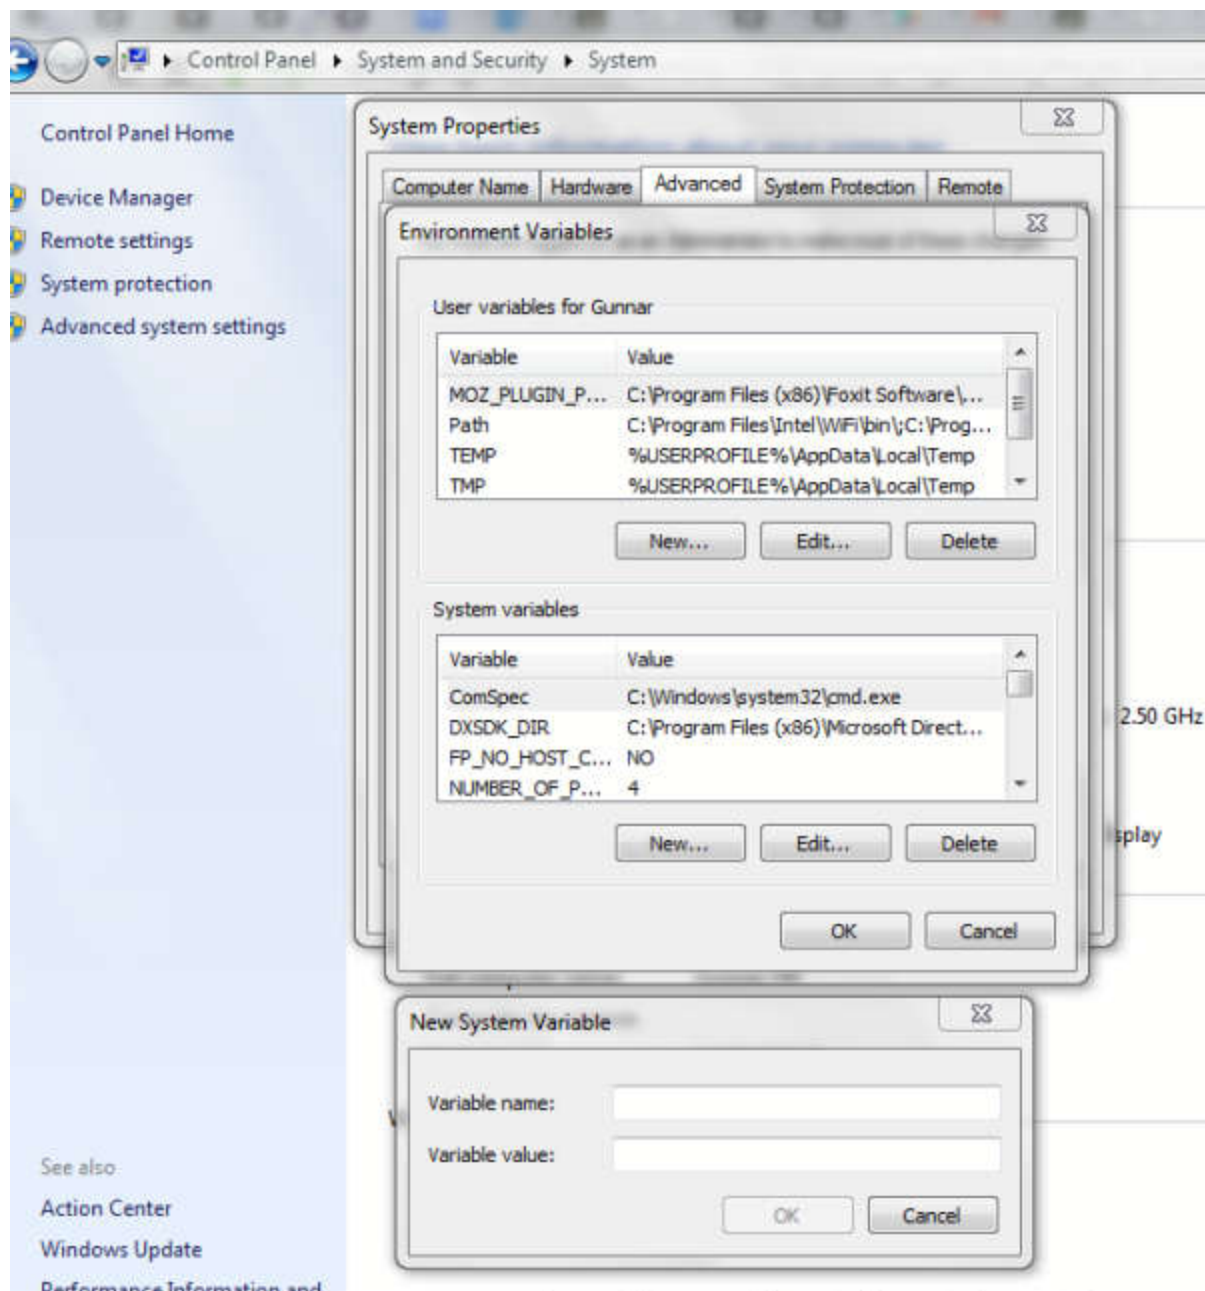 Control Panel ▸ System and Security ▸ System
Control Panel Home
Device Manager
Remote settings
System protection
Advanced system settings
System Properties
Computer Name Hardware Advanced System Protection Remote
Environment Variables
User variables for Gunnar
Variable Value
MOZ_PLUGIN_P... C:\Program Files (x86)\Foxit Software\...
Path C:\Program Files\Intel\WiFi\bin\;C:\Prog...
TEMP %USERPROFILE%\AppData\Local\Temp
TMP %USERPROFILE%\AppData\Local\Temp
New... Edit... Delete
System variables
Variable Value
ComSpec C:\Windows\system32\cmd.exe
DXSDK_DIR C:\Program Files (x86)\Microsoft Direct...
FP_NO_HOST_C... NO
NUMBER_OF_P... 4
New... Edit... Delete
OK Cancel
2.50 GHz
splay
New System Variable
Variable name:
Variable value:
OK Cancel
See also
Action Center
Windows Update
Performance Information and